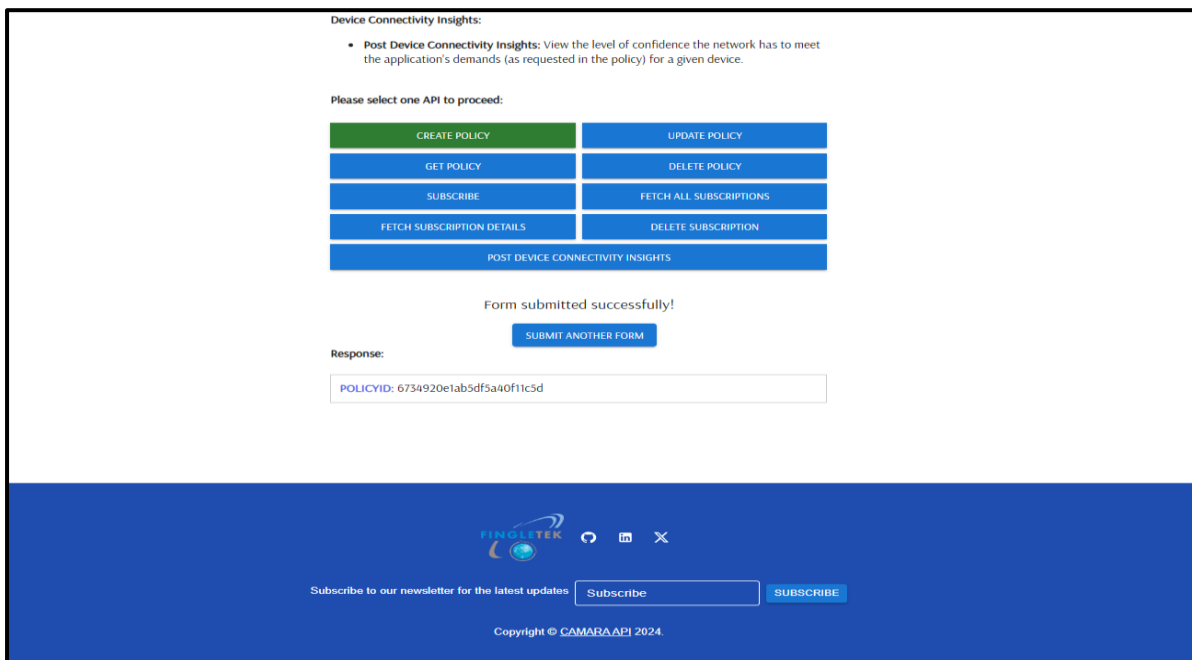 Device Connectivity Insights:
• Post Device Connectivity Insights: View the level of confidence the network has to meet
the application's demands (as requested in the policy) for a given device.
Please select one API to proceed:
CREATE POLICY UPDATE POLICY
GET POLICY DELETE POLICY
SUBSCRIBE FETCH ALL SUBSCRIPTIONS
FETCH SUBSCRIPTION DETAILS DELETE SUBSCRIPTION
POST DEVICE CONNECTIVITY INSIGHTS
Form submitted successfully!
SUBMIT ANOTHER FORM
Response:
POLICYID: 6734920e1ab5df5a40f11c5d
FINGLETEK
Subscribe to our newsletter for the latest updates Subscribe SUBSCRIBE
Copyright © CAMARA API 2024.